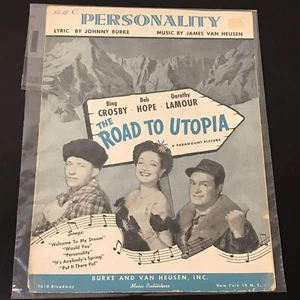 PERSONALITY
LYRIC BY JOHNNY BURKE MUSIC BY JAMES VAN HEUSEN
Bing CROSBY · Bob HOPE · Dorothy LAMOUR
THE ROAD TO UTOPIA
A PARAMOUNT PICTURE
Songs:
"Welcome To My Dream"
"Would You"
"Personality"
"It's Anybody's Spring"
"Put It There Pal"
BURKE AND VAN HEUSEN, INC.
1619 Broadway Music Publishers New York 19 N.Y.